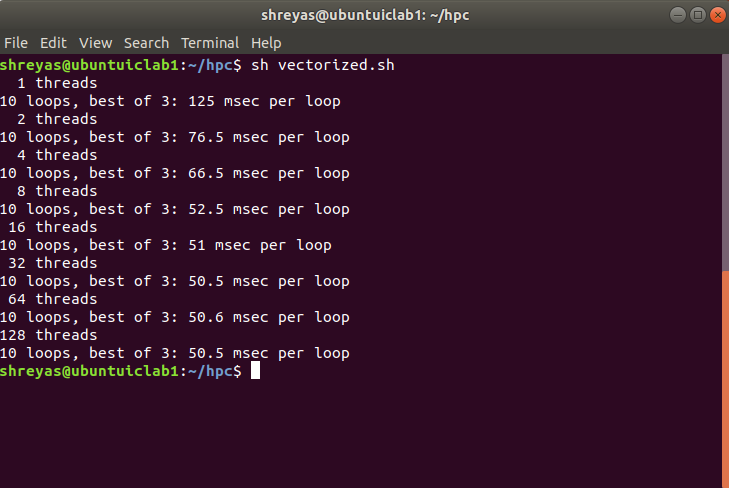 shreyas@ubuntuiclab1: ~/hpc
File Edit View Search Terminal Help
shreyas@ubuntuiclab1:~/hpc$ sh vectorized.sh
1 threads
10 loops, best of 3: 125 msec per loop
2 threads
10 loops, best of 3: 76.5 msec per loop
4 threads
10 loops, best of 3: 66.5 msec per loop
8 threads
10 loops, best of 3: 52.5 msec per loop
16 threads
10 loops, best of 3: 51 msec per loop
32 threads
10 loops, best of 3: 50.5 msec per loop
64 threads
10 loops, best of 3: 50.6 msec per loop
128 threads
10 loops, best of 3: 50.5 msec per loop
shreyas@ubuntuiclab1:~/hpc$